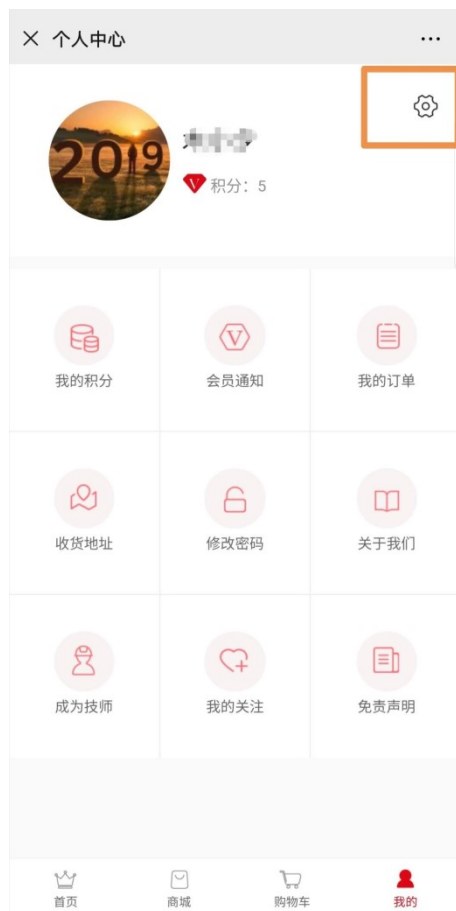 个人中心
2019
积分：5
我的积分
会员通知
我的订单
收货地址
修改密码
关于我们
成为技师
我的关注
免责声明
首页
商城
购物车
我的